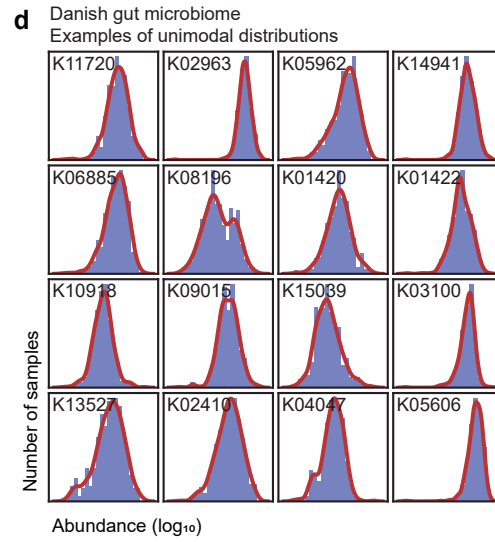 d Danish gut microbiome
Examples of unimodal distributions
K11720 K02963 K05962 K14941
K06885 K08196 K01420 K01422
K10918 K09015 K15039 K03100
K13527 K02410 K04047 K05606
Number of samples
Abundance (log₁₀)